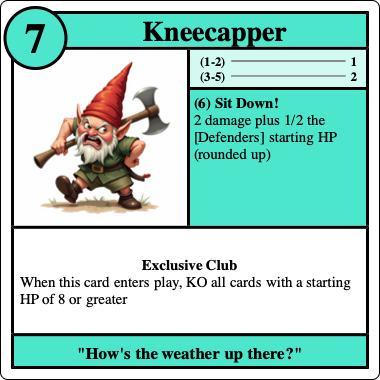 7
Kneecapper
(1-2) 1
(3-5) 2
(6) Sit Down!
2 damage plus 1/2 the
[Defenders] starting HP
(rounded up)
Exclusive Club
When this card enters play, KO all cards with a starting
HP of 8 or greater
"How's the weather up there?"